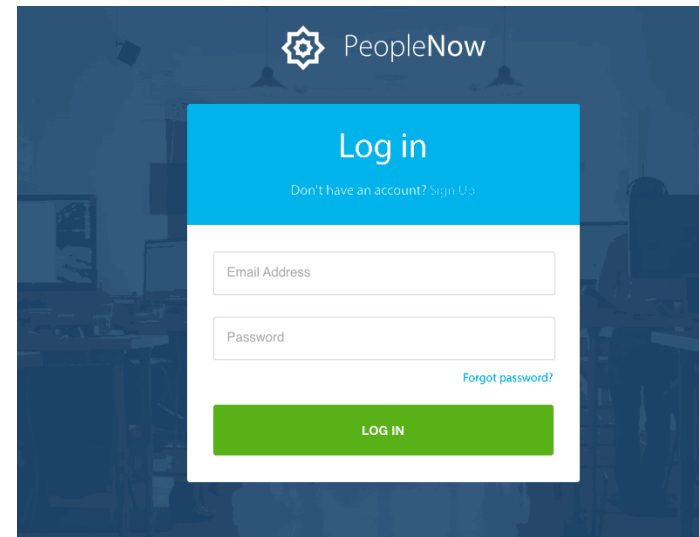 PeopleNow
Log in
Don't have an account? Sign Up
Email Address
Password
Forgot password?
LOG IN